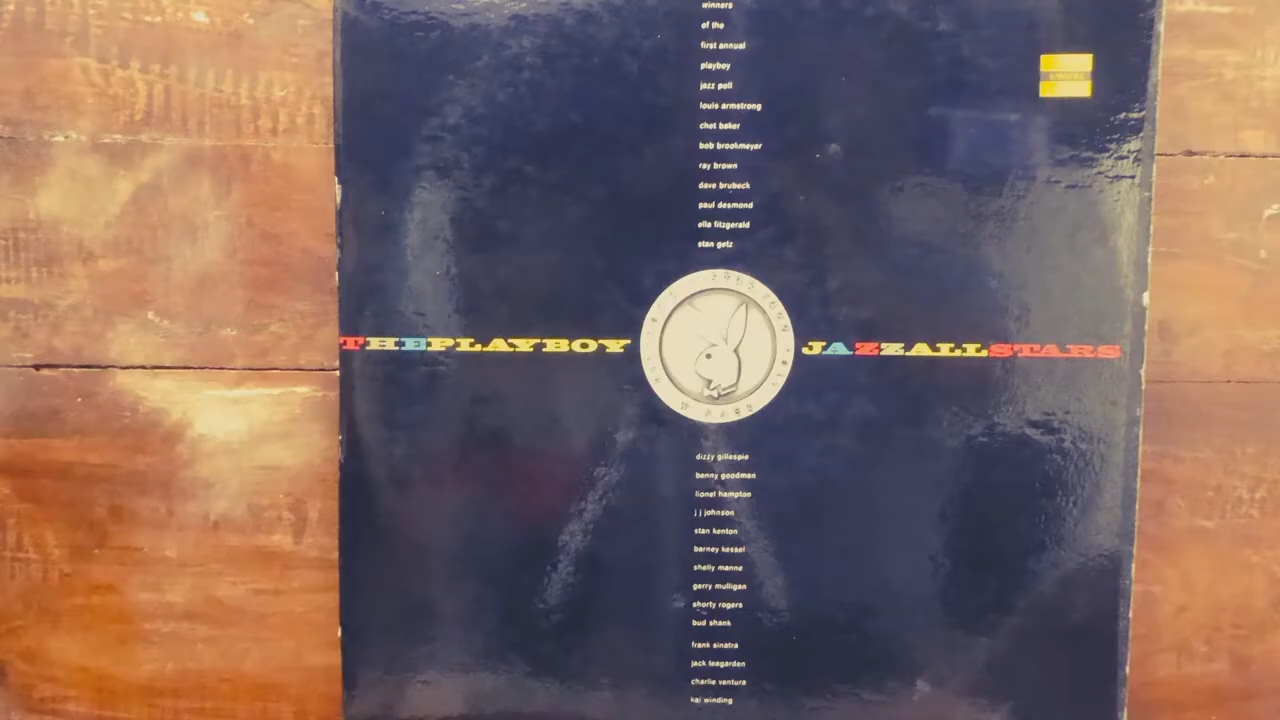 winners
of the
first annual
playboy
jazz poll
louis armstrong
chet baker
bob brookmeyer
ray brown
dave brubeck
paul desmond
ella fitzgerald
stan getz
THEPLAYBOY JAZZALLSTARS
dizzy gillespie
benny goodman
lionel hampton
j j johnson
stan kenton
barney kessel
shelly manne
gerry mulligan
shorty rogers
bud shank
frank sinatra
jack teagarden
charlie ventura
kai winding